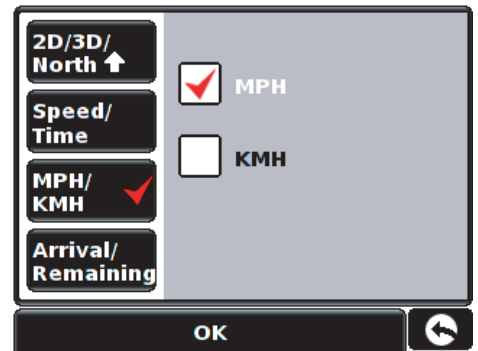 2D/3D/
North
Speed/
Time
MPH/
KMH
Arrival/
Remaining
MPH
KMH
OK